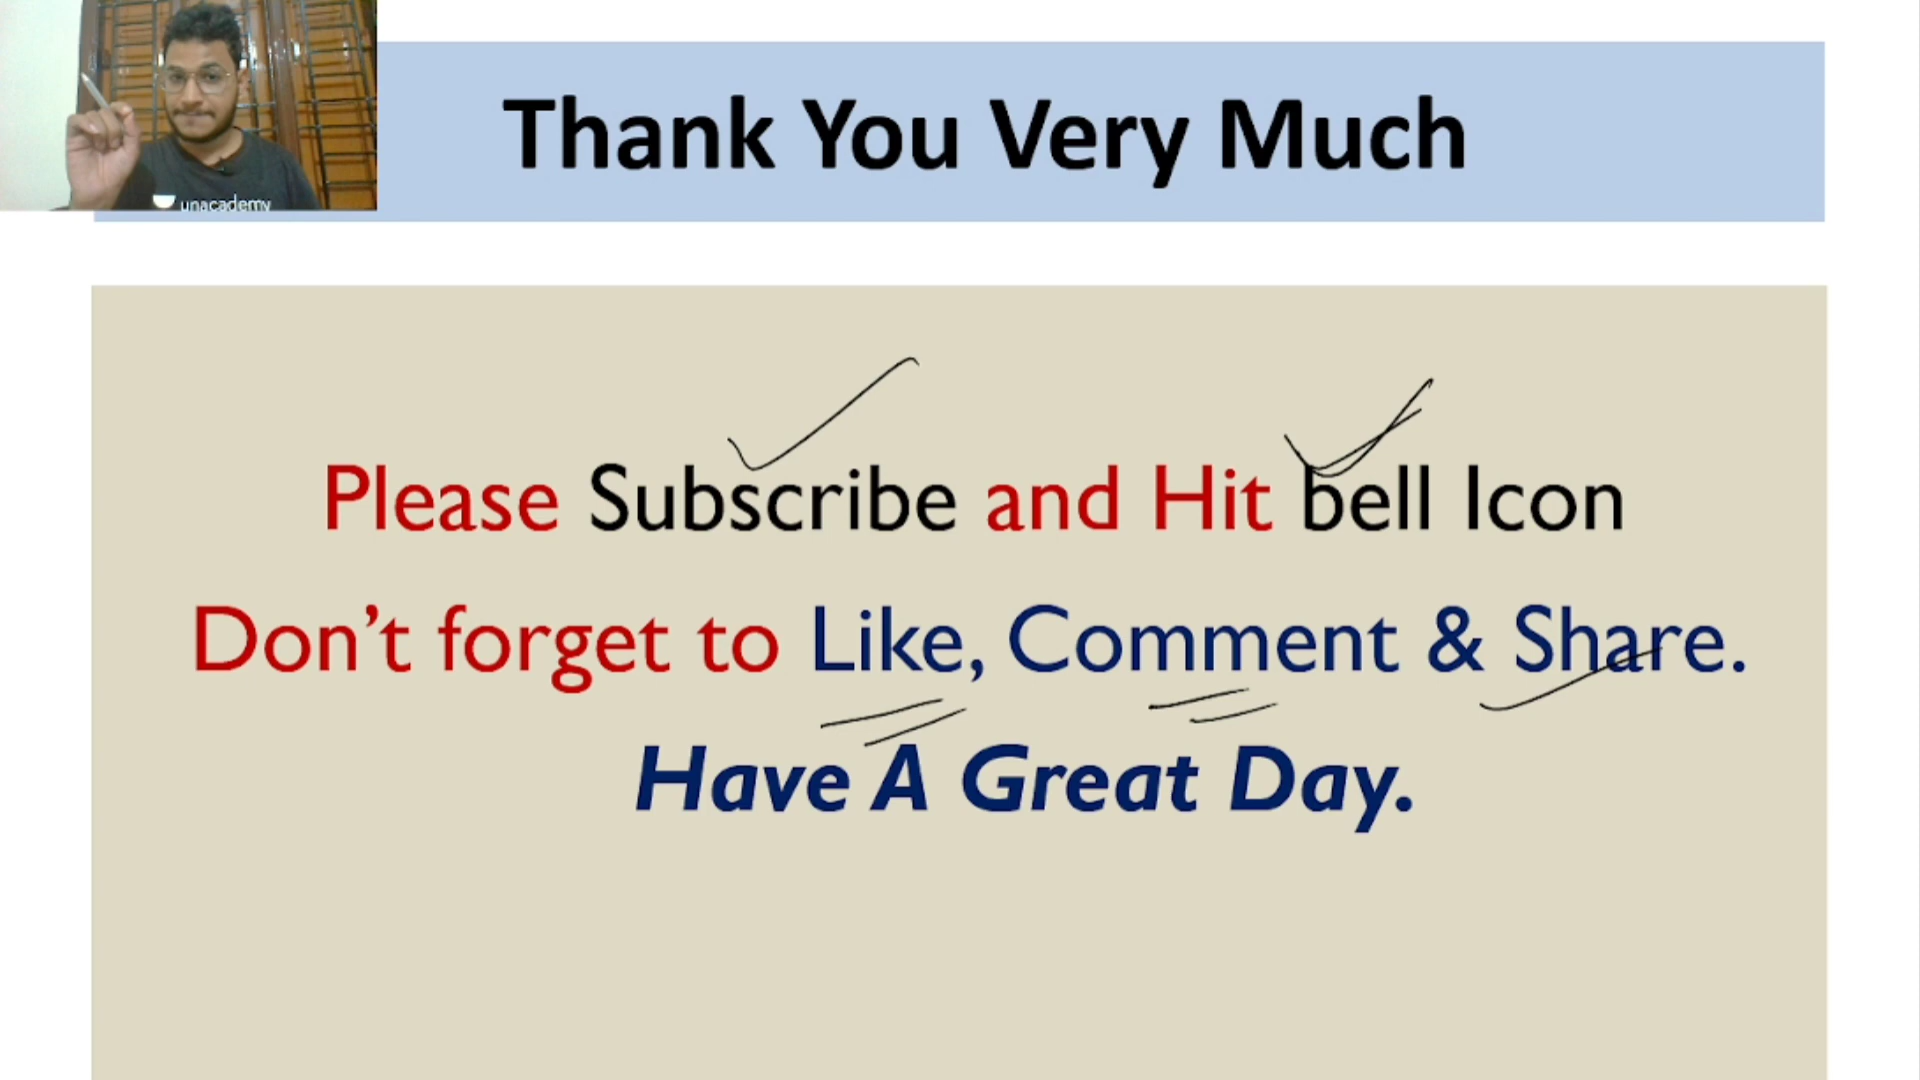 unacademy
Thank You Very Much
Please Subscribe and Hit bell Icon
Don’t forget to Like, Comment & Share.
Have A Great Day.